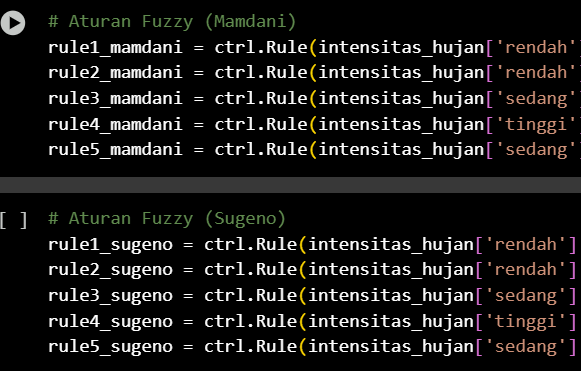 # Aturan Fuzzy (Mamdani)
rule1_mamdani = ctrl.Rule(intensitas_hujan['rendah'
rule2_mamdani = ctrl.Rule(intensitas_hujan['rendah'
rule3_mamdani = ctrl.Rule(intensitas_hujan['sedang'
rule4_mamdani = ctrl.Rule(intensitas_hujan['tinggi'
rule5_mamdani = ctrl.Rule(intensitas_hujan['sedang'
[ ] # Aturan Fuzzy (Sugeno)
rule1_sugeno = ctrl.Rule(intensitas_hujan['rendah']
rule2_sugeno = ctrl.Rule(intensitas_hujan['rendah']
rule3_sugeno = ctrl.Rule(intensitas_hujan['sedang']
rule4_sugeno = ctrl.Rule(intensitas_hujan['tinggi']
rule5_sugeno = ctrl.Rule(intensitas_hujan['sedang']